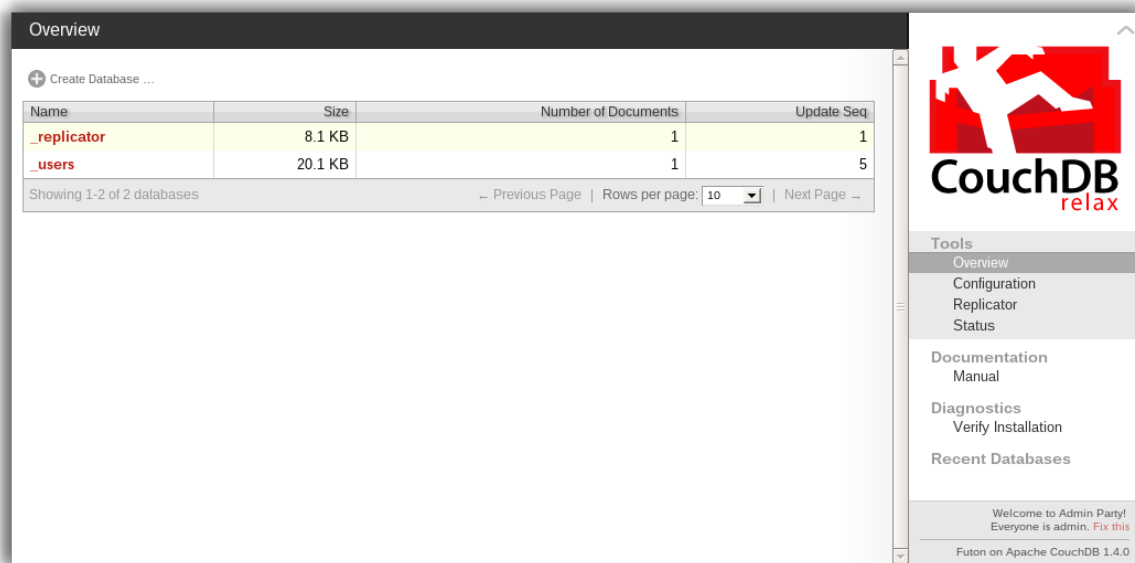 Overview
Create Database ...
Name Size Number of Documents Update Seq
_replicator 8.1 KB 1 1
_users 20.1 KB 1 5
Showing 1-2 of 2 databases ← Previous Page | Rows per page: 10 | Next Page →
CouchDB
relax
Tools
Overview
Configuration
Replicator
Status
Documentation
Manual
Diagnostics
Verify Installation
Recent Databases
Welcome to Admin Party!
Everyone is admin. Fix this
Futon on Apache CouchDB 1.4.0